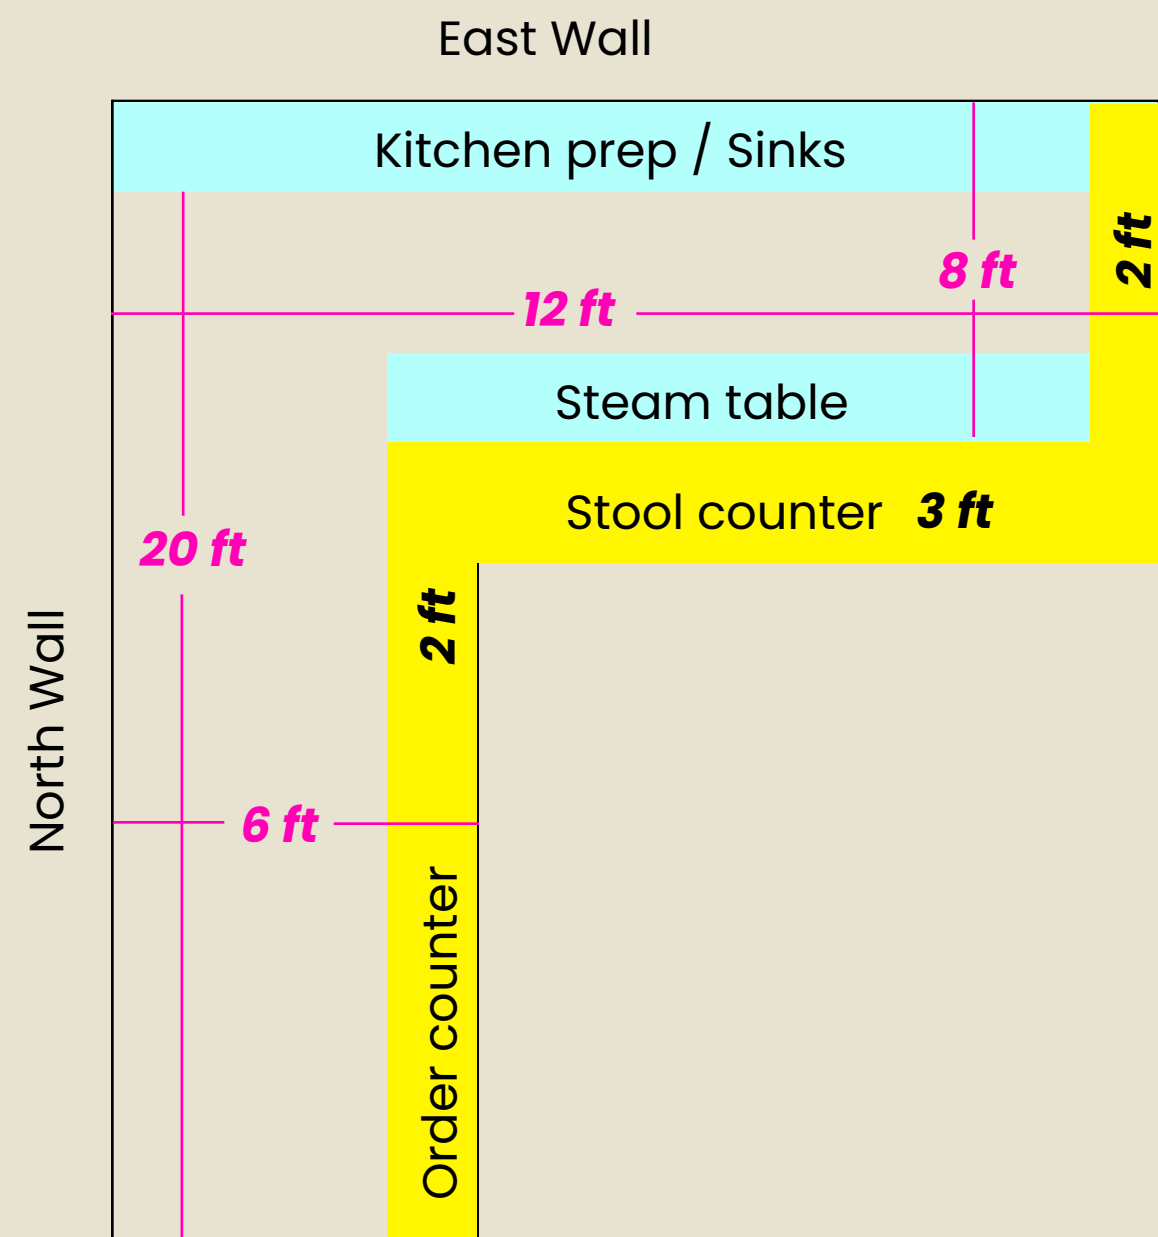 East Wall
Kitchen prep / Sinks
2 ft
8 ft
12 ft
Steam table
Stool counter 3 ft
20 ft
2 ft
North Wall
6 ft
Order counter